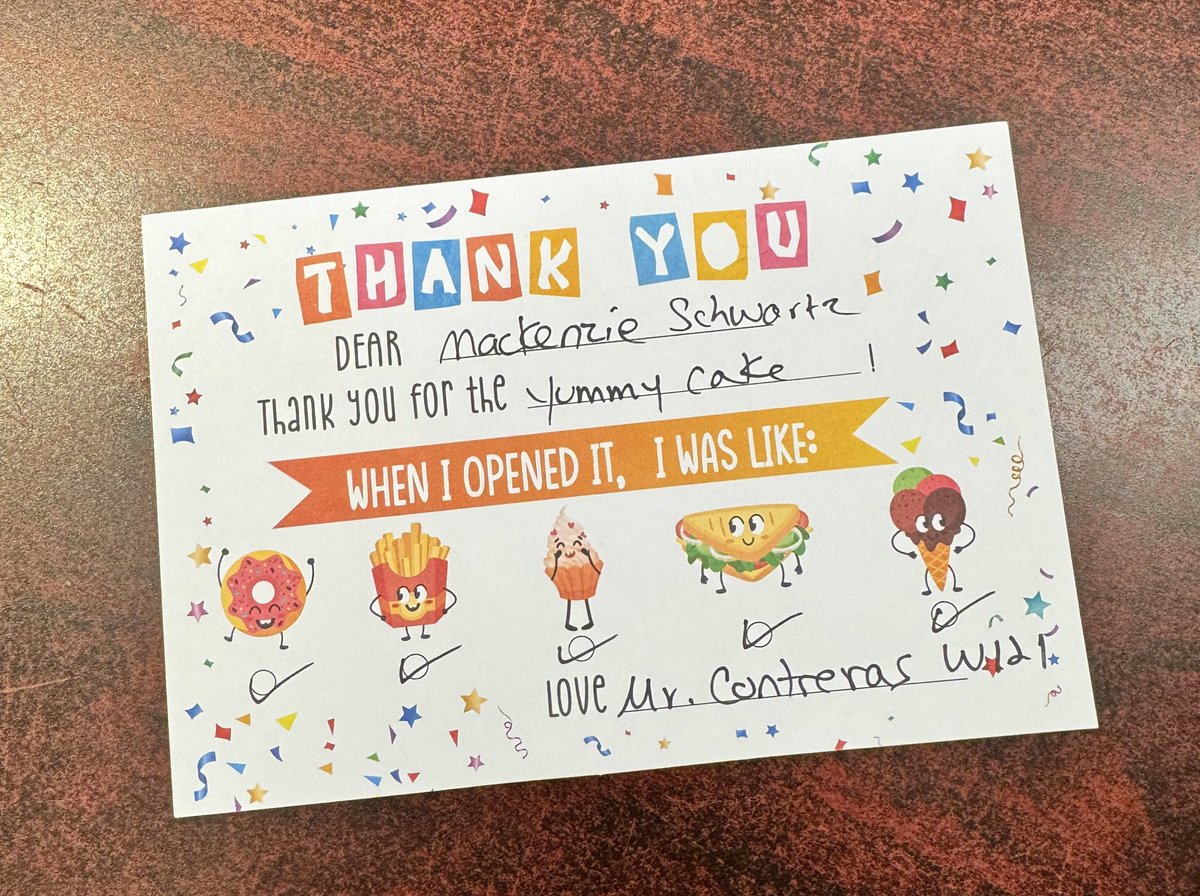 THANK YOU
DEAR Mackenzie Schwartz
Thank you for the yummy cake !
WHEN I OPENED IT, I WAS LIKE:
LOVE Mr. Contreras W121